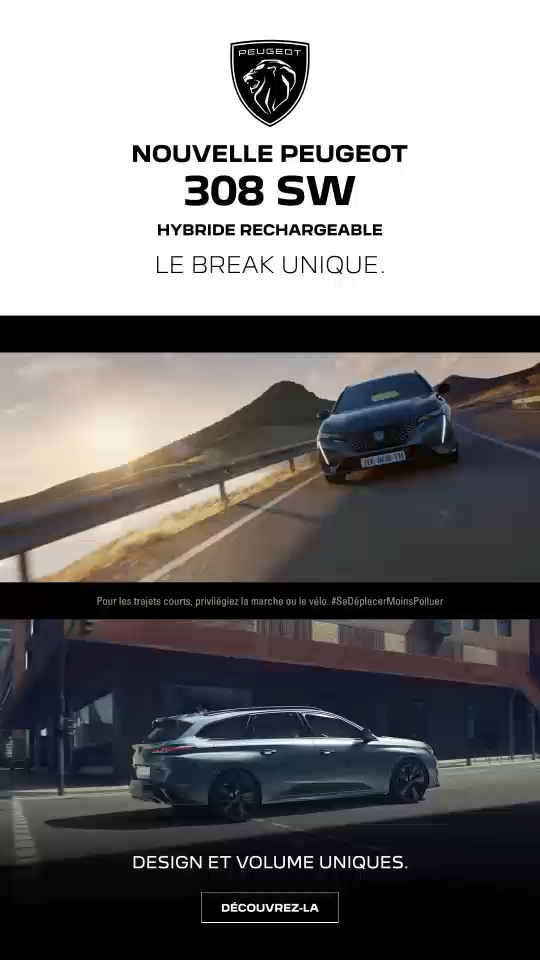 PEUGEOT
NOUVELLE PEUGEOT
308 SW
HYBRIDE RECHARGEABLE
LE BREAK UNIQUE.
Pour les trajets courts, privilégiez la marche ou le vélo. #SeDéplacerMoinsPolluer
DESIGN ET VOLUME UNIQUES.
DÉCOUVREZ-LA